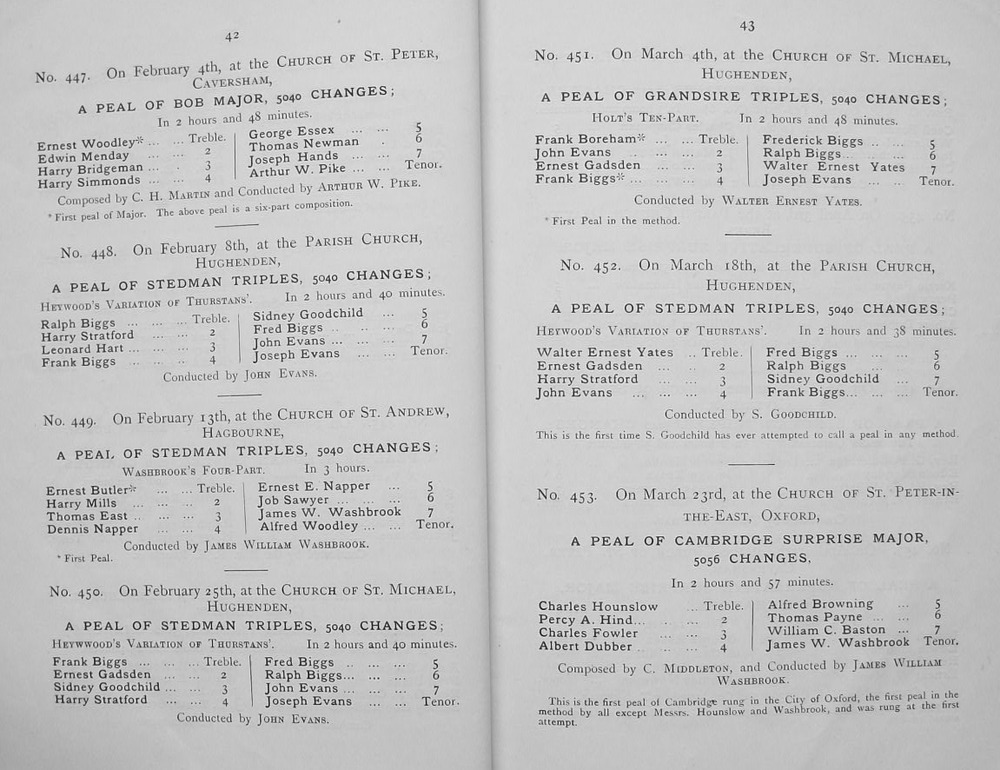 42
No. 447. On February 4th, at the CHURCH OF ST. PETER,
CAVERSHAM,
A PEAL OF BOB MAJOR, 5040 CHANGES;
In 2 hours and 48 minutes.
Ernest Woodley* ... ... Treble.
Edwin Menday ... ... 2
Harry Bridgeman ... ... 3
Harry Simmonds ... ... 4
George Essex ... ... 5
Thomas Newman . 6
Joseph Hands ... ... 7
Arthur W. Pike ... ... Tenor.
Composed by C. H. MARTIN and Conducted by ARTHUR W. PIKE.
* First peal of Major. The above peal is a six-part composition.
No. 448. On February 8th, at the PARISH CHURCH,
HUGHENDEN,
A PEAL OF STEDMAN TRIPLES, 5040 CHANGES;
HEYWOOD'S VARIATION OF THURSTANS'. In 2 hours and 40 minutes.
Ralph Biggs ... ... ... Treble.
Harry Stratford ... 2
Leonard Hart ... ... 3
Frank Biggs ... .. 4
Sidney Goodchild ... 5
Fred Biggs .. .. ... 6
John Evans ... ... 7
Joseph Evans ... ... Tenor.
Conducted by JOHN EVANS.
No. 449. On February 13th, at the CHURCH OF ST. ANDREW,
HAGBOURNE,
A PEAL OF STEDMAN TRIPLES, 5040 CHANGES;
WASHBROOK'S FOUR-PART. In 3 hours.
Ernest Butler* ... ... Treble.
Harry Mills ... ... 2
Thomas East .. ... ... 3
Dennis Napper ... ... 4
Ernest E. Napper ... 5
Job Sawyer ... ... ... 6
James W. Washbrook 7
Alfred Woodley ... ... Tenor.
Conducted by JAMES WILLIAM WASHBROOK.
* First Peal.
No. 450. On February 25th, at the CHURCH OF ST. MICHAEL,
HUGHENDEN,
A PEAL OF STEDMAN TRIPLES, 5040 CHANGES;
HEYWWOOD'S VARIATION OF THURSTANS'. In 2 hours and 40 minutes.
Frank Biggs ... ... ... Treble.
Ernest Gadsden ... ... 2
Sidney Goodchild ... ... 3
Harry Stratford ... ... 4
Fred Biggs .. ... ... 5
Ralph Biggs... ... ... 6
John Evans ... ... ... 7
Joseph Evans ... ... Tenor.
Conducted by JOHN EVANS.
43
No. 451. On March 4th, at the CHURCH OF ST. MICHAEL,
HUGHENDEN,
A PEAL OF GRANDSIRE TRIPLES, 5040 CHANGES;
HOLT'S TEN-PART. In 2 hours and 48 minutes.
Frank Boreham* ... ... Treble.
John Evans ... ... ... 2
Ernest Gadsden ... ... 3
Frank Biggs* ... ... ... 4
Frederick Biggs .. ... 5
Ralph Biggs.. ... ... 6
Walter Ernest Yates 7
Joseph Evans ... ... Tenor.
Conducted by WALTER ERNEST YATES.
* First Peal in the method.
No. 452. On March 18th, at the PARISH CHURCH,
HUGHENDEN,
A PEAL OF STEDMAN TRIPLES, 5040 CHANGES;
HEYWOOD'S VARIATION OF THURSTANS'. In 2 hours and 38 minutes.
Walter Ernest Yates .. Treble.
Ernest Gadsden ... .. 2
Harry Stratford ... ... 3
John Evans ... ... ... 4
Fred Biggs ... ... ... 5
Ralph Biggs ... ... 6
Sidney Goodchild ... 7
Frank Biggs... ... ... Tenor.
Conducted by S. GOODCHILD.
This is the first time S. Goodchild has ever attempted to call a peal in any method.
No. 453. On March 23rd, at the CHURCH OF ST. PETER-IN-
THE-EAST, OXFORD,
A PEAL OF CAMBRIDGE SURPRISE MAJOR,
5056 CHANGES,
In 2 hours and 57 minutes.
Charles Hounslow ... Treble.
Percy A. Hind... . ... 2
Charles Fowler ... ... 3
Albert Dubber .. ... ... 4
Alfred Browning ... 5
Thomas Payne ... ... 6
William C. Baston ... 7
James W. Washbrook Tenor.
Composed by C. MIDDLETON, and Conducted by JAMES WILLIAM
WASHBROOK.
This is the first peal of Cambridge rung in the City of Oxford, the first peal in the
method by all except Messrs. Hounslow and Washbrook, and was rung at the first
attempt.